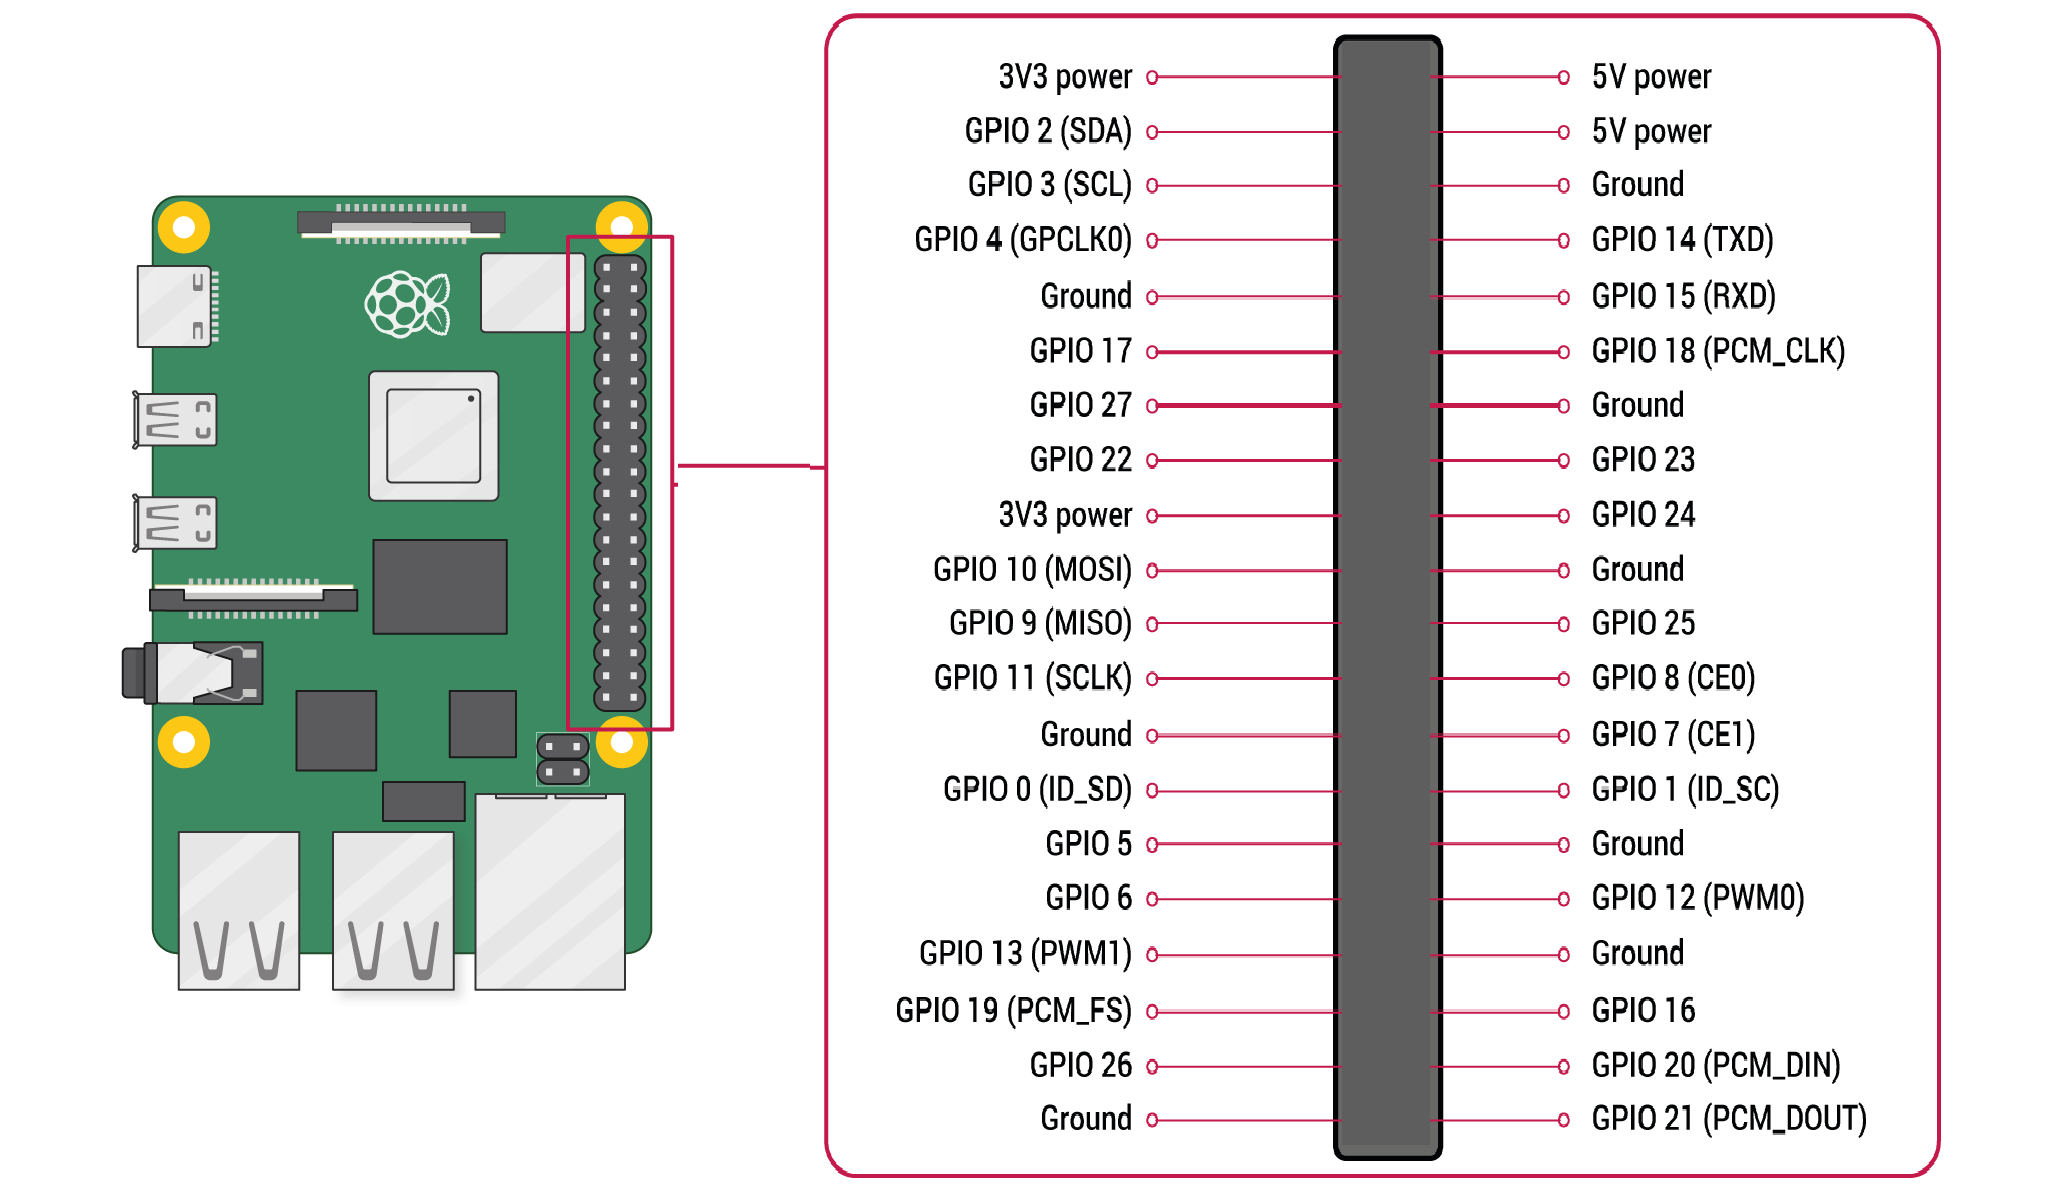 3V3 power 5V power
GPIO 2 (SDA) 5V power
GPIO 3 (SCL) Ground
GPIO 4 (GPCLK0) GPIO 14 (TXD)
Ground GPIO 15 (RXD)
GPIO 17 GPIO 18 (PCM_CLK)
GPIO 27 Ground
GPIO 22 GPIO 23
3V3 power GPIO 24
GPIO 10 (MOSI) Ground
GPIO 9 (MISO) GPIO 25
GPIO 11 (SCLK) GPIO 8 (CE0)
Ground GPIO 7 (CE1)
GPIO 0 (ID_SD) GPIO 1 (ID_SC)
GPIO 5 Ground
GPIO 6 GPIO 12 (PWM0)
GPIO 13 (PWM1) Ground
GPIO 19 (PCM_FS) GPIO 16
GPIO 26 GPIO 20 (PCM_DIN)
Ground GPIO 21 (PCM_DOUT)